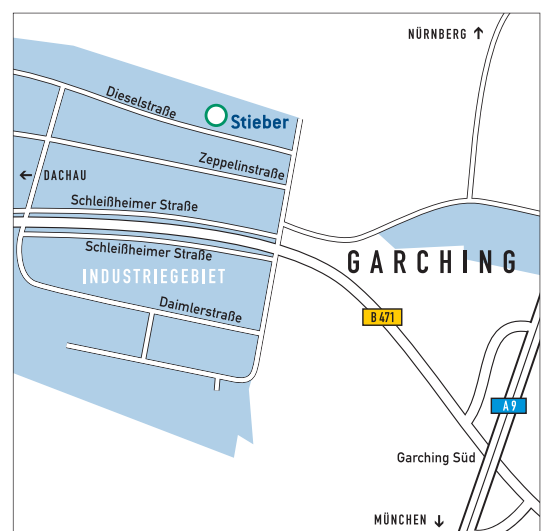 NÜRNBERG ↑
Dieselstraße
Stieber
Zeppelinstraße
← DACHAU
Schleißheimer Straße
Schleißheimer Straße
GARCHING
INDUSTRIEGEBIET
Daimlerstraße
B 471
A 9
Garching Süd
MÜNCHEN ↓